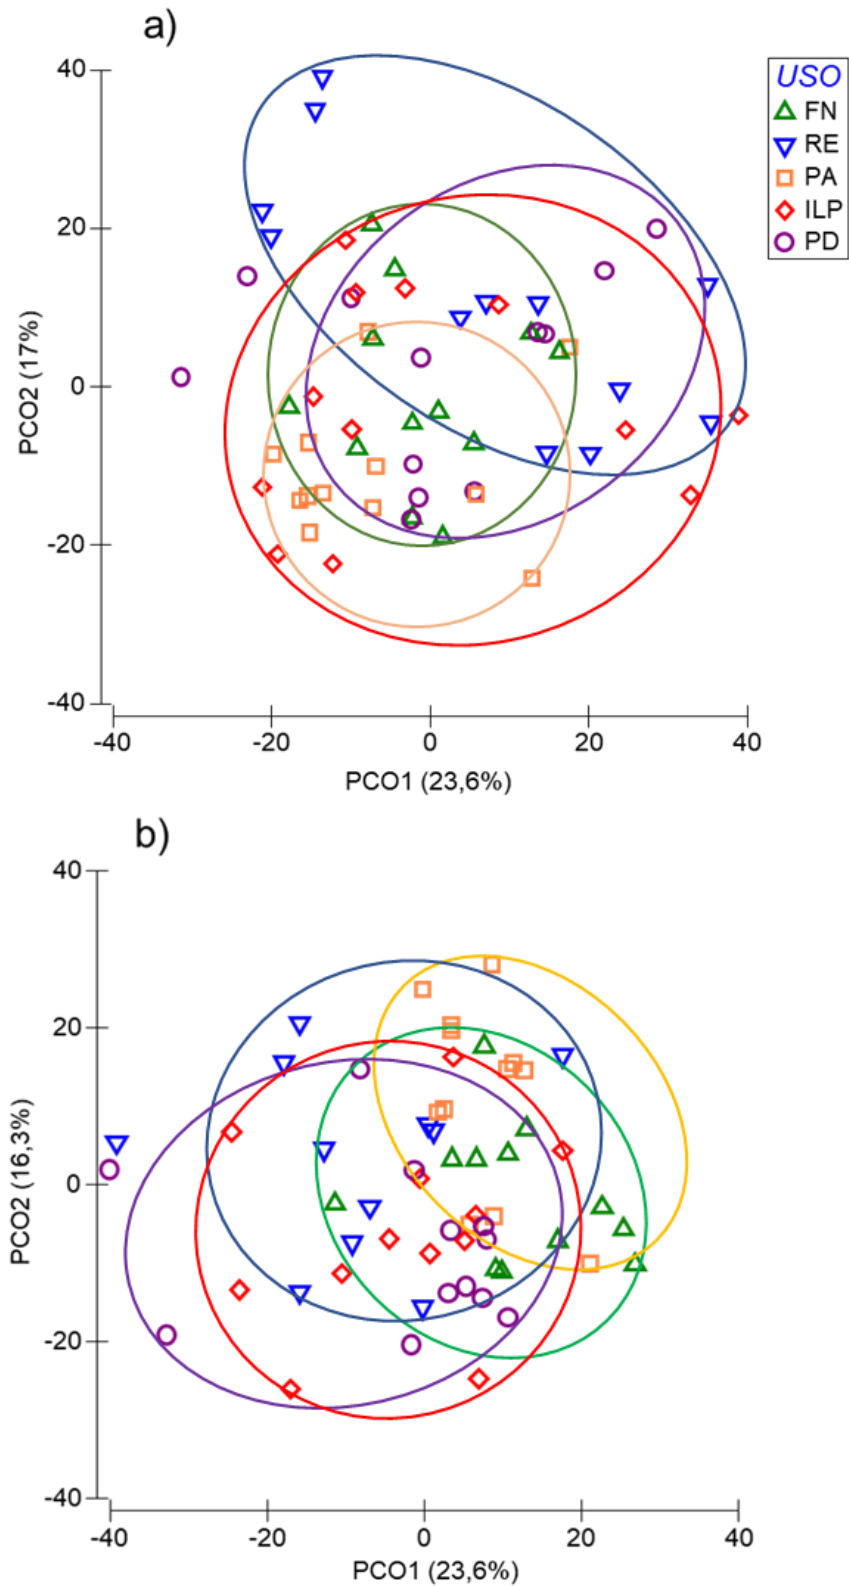 a)
40
20
0
-20
-40
PCO2 (17%)
-40 -20 0 20 40
PCO1 (23,6%)
USO
FN
RE
PA
ILP
PD
b)
40
20
0
-20
-40
PCO2 (16,3%)
-40 -20 0 20 40
PCO1 (23,6%)